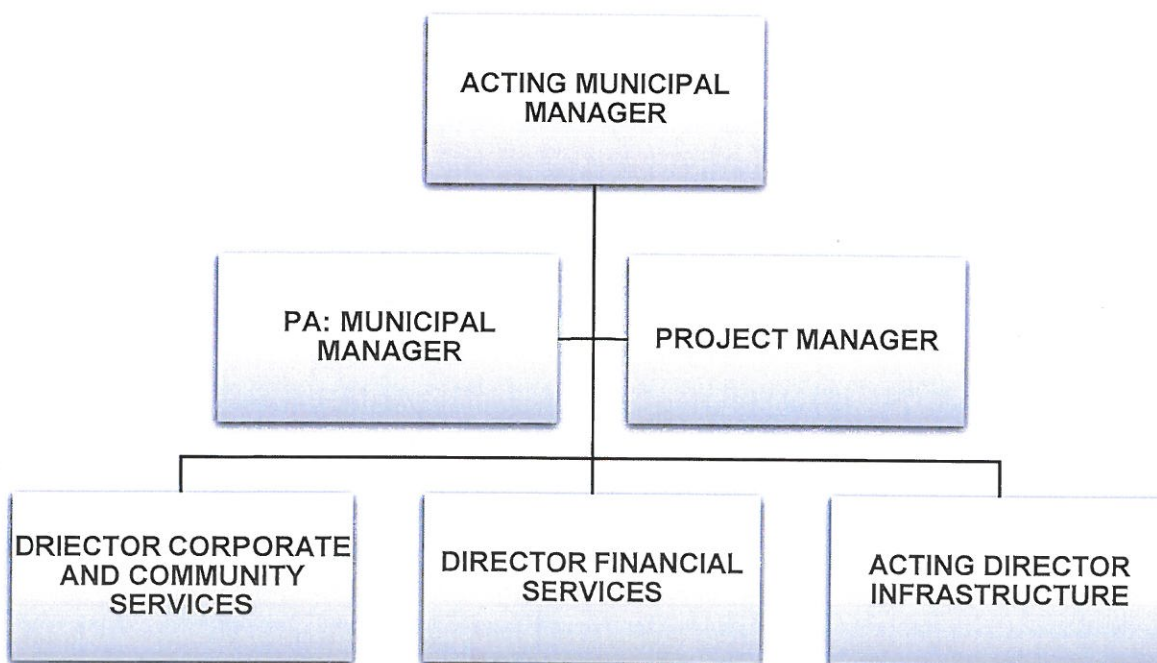 ACTING MUNICIPAL
MANAGER
PA: MUNICIPAL
MANAGER
PROJECT MANAGER
DRIECTOR CORPORATE
AND COMMUNITY
SERVICES
DIRECTOR FINANCIAL
SERVICES
ACTING DIRECTOR
INFRASTRUCTURE